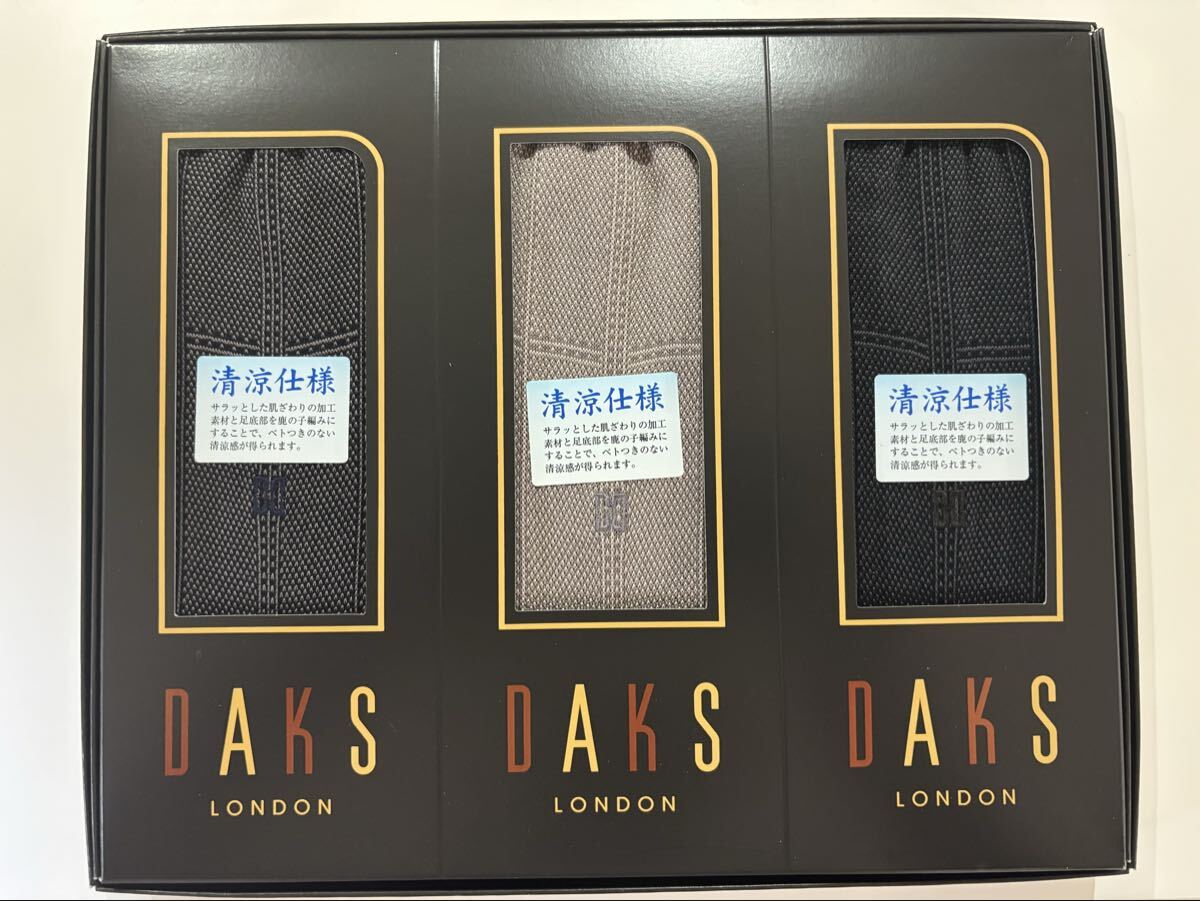 清涼仕様
サラッとした肌ざわりの加工
素材と足底部を鹿の子編みに
することで、ベトつきのない
清涼感が得られます。
DAKS
LONDON
清涼仕様
サラッとした肌ざわりの加工
素材と足底部を鹿の子編みに
することで、ベトつきのない
清涼感が得られます。
DAKS
LONDON
清涼仕様
サラッとした肌ざわりの加工
素材と足底部を鹿の子編みに
することで、ベトつきのない
清涼感が得られます。
DAKS
LONDON